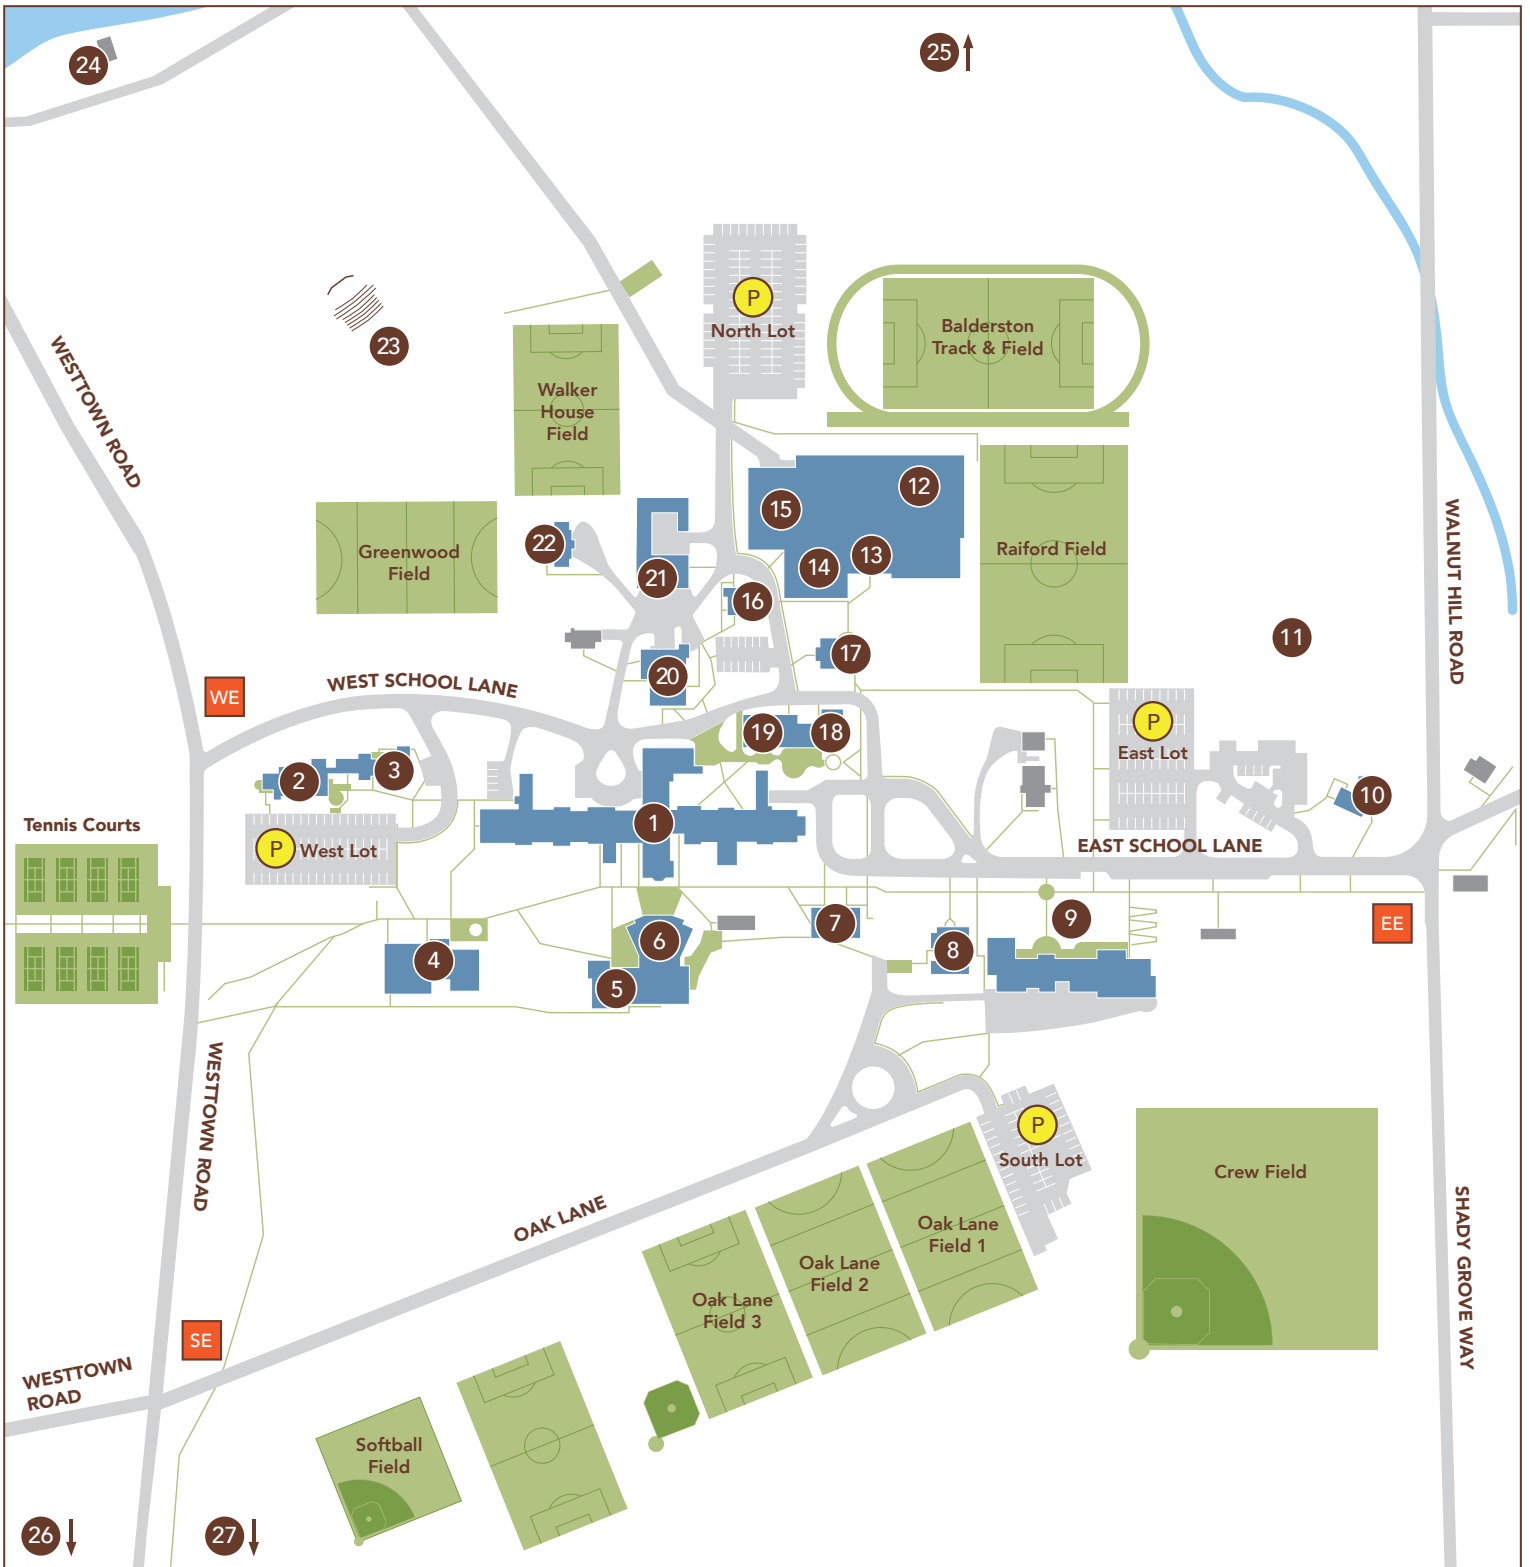 24
25
WESTTOWN ROAD
23
P
North Lot
Balderston
Track & Field
Walker
House
Field
Greenwood
Field
22
21
15
12
14
13
Raiford Field
WALNUT HILL ROAD
16
17
11
20
WE
WEST SCHOOL LANE
19
18
P
East Lot
2
3
10
Tennis Courts
P
West Lot
1
EAST SCHOOL LANE
4
5
6
7
8
9
EE
WESTTOWN ROAD
P
South Lot
Crew Field
OAK LANE
Oak Lane
Field 1
Oak Lane
Field 2
Oak Lane
Field 3
SHADY GROVE WAY
SE
WESTTOWN
ROAD
Softball
Field
26
27